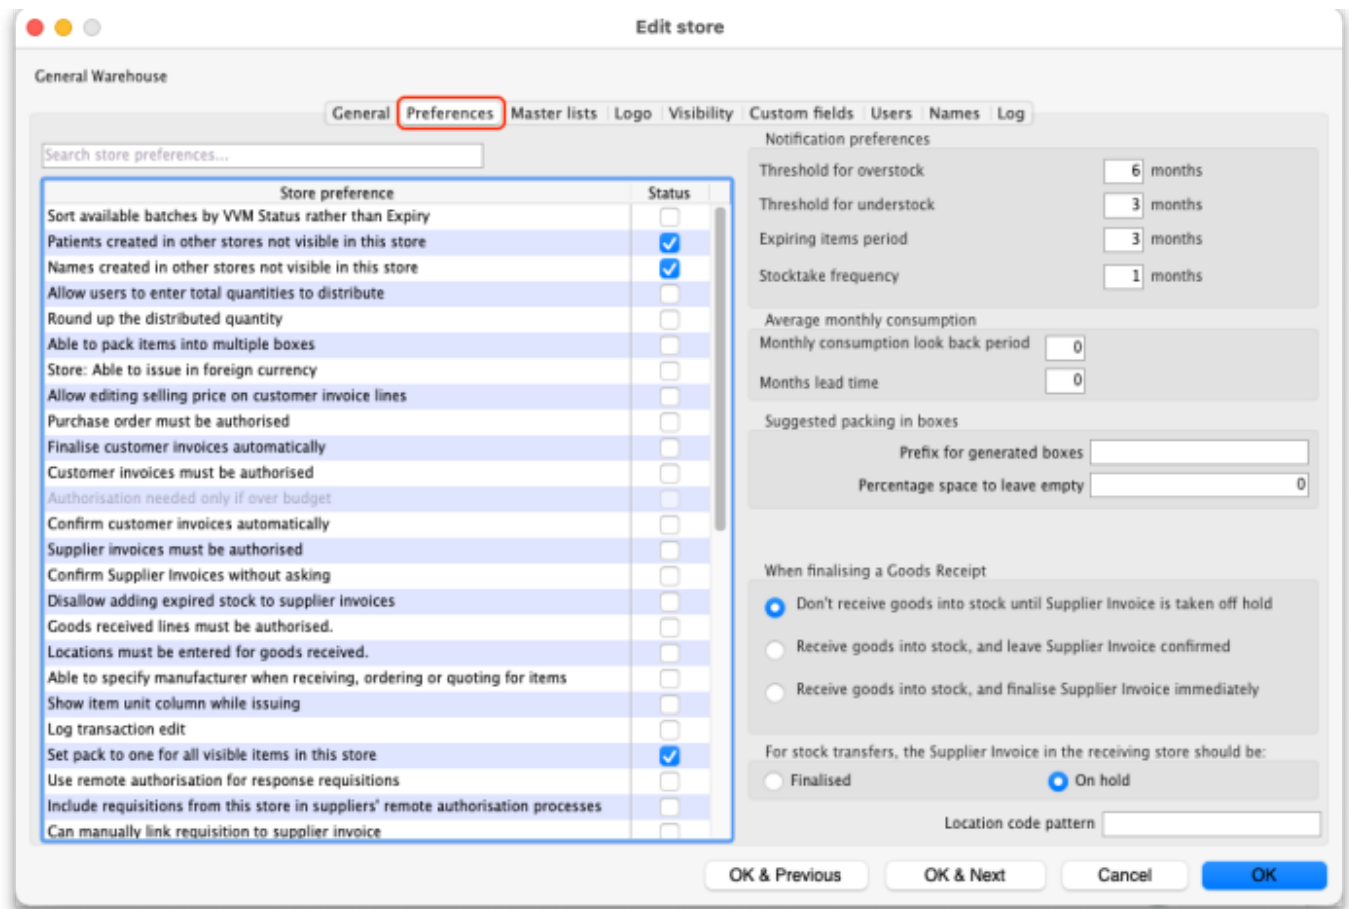 Edit store
General Warehouse
General Preferences Master lists Logo Visibility Custom fields Users Names Log
Search store preferences...
Store preference Status
Sort available batches by VVM Status rather than Expiry
Patients created in other stores not visible in this store
Names created in other stores not visible in this store
Allow users to enter total quantities to distribute
Round up the distributed quantity
Able to pack items into multiple boxes
Store: Able to issue in foreign currency
Allow editing selling price on customer invoice lines
Purchase order must be authorised
Finalise customer invoices automatically
Customer invoices must be authorised
Authorisation needed only if over budget
Confirm customer invoices automatically
Supplier invoices must be authorised
Confirm Supplier Invoices without asking
Disallow adding expired stock to supplier invoices
Goods received lines must be authorised.
Locations must be entered for goods received.
Able to specify manufacturer when receiving, ordering or quoting for items
Show item unit column while issuing
Log transaction edit
Set pack to one for all visible items in this store
Use remote authorisation for response requisitions
Include requisitions from this store in suppliers' remote authorisation processes
Can manually link requisition to supplier invoice
Notification preferences
Threshold for overstock 6 months
Threshold for understock 3 months
Expiring items period 3 months
Stocktake frequency 1 months
Average monthly consumption
Monthly consumption look back period 0
Months lead time 0
Suggested packing in boxes
Prefix for generated boxes
Percentage space to leave empty 0
When finalising a Goods Receipt
Don't receive goods into stock until Supplier Invoice is taken off hold
Receive goods into stock, and leave Supplier Invoice confirmed
Receive goods into stock, and finalise Supplier Invoice immediately
For stock transfers, the Supplier Invoice in the receiving store should be:
Finalised On hold
Location code pattern
OK & Previous OK & Next Cancel OK